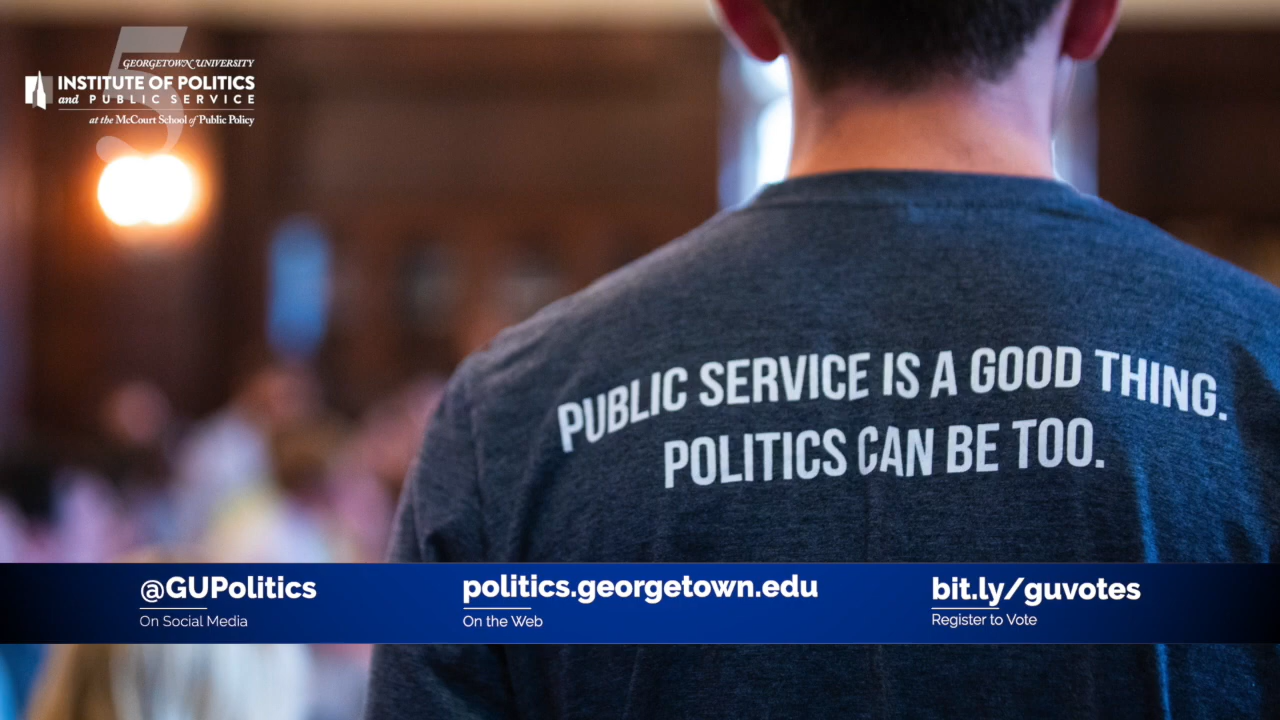 5
GEORGETOWN UNIVERSITY
INSTITUTE OF POLITICS
and PUBLIC SERVICE
at the McCourt School of Public Policy
PUBLIC SERVICE IS A GOOD THING.
POLITICS CAN BE TOO.
@GUPolitics
On Social Media
politics.georgetown.edu
On the Web
bit.ly/guvotes
Register to Vote